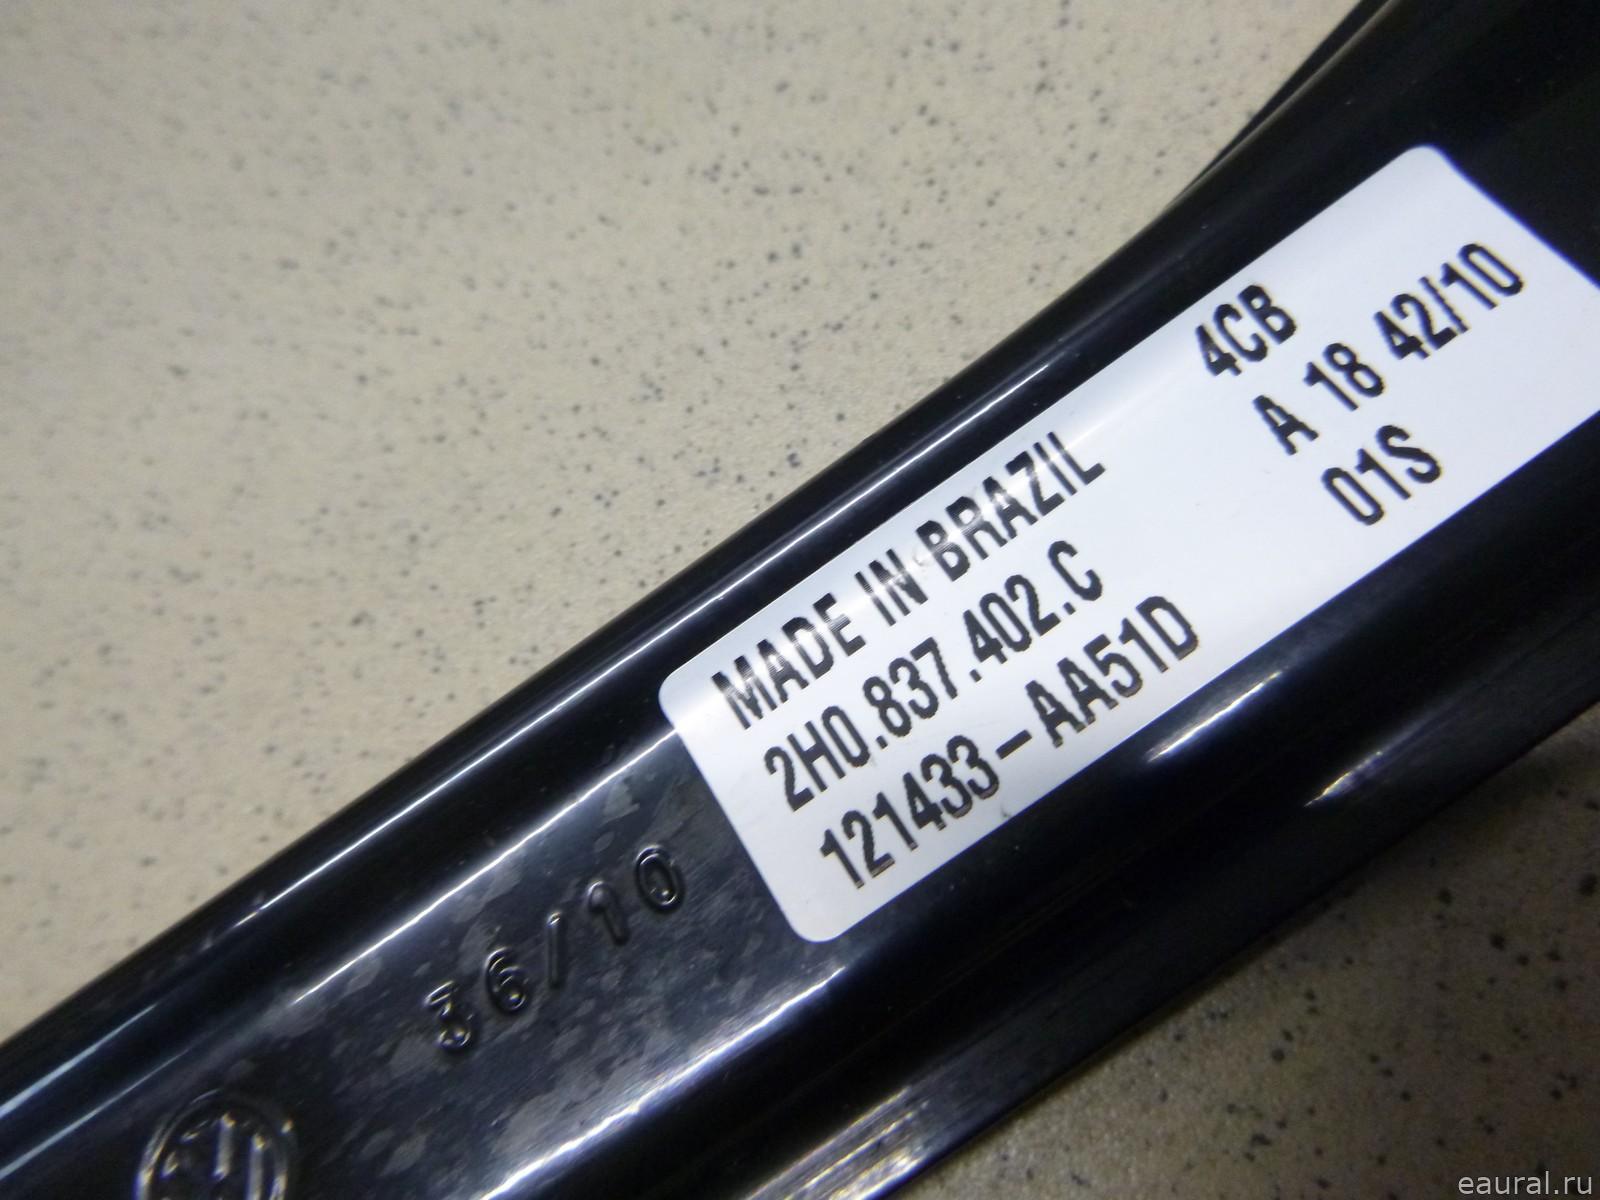 4CB
MADE IN BRAZIL
A 18 42/10
2H0.837.402.C
01S
121433-AA51D
36/10
eaural.ru